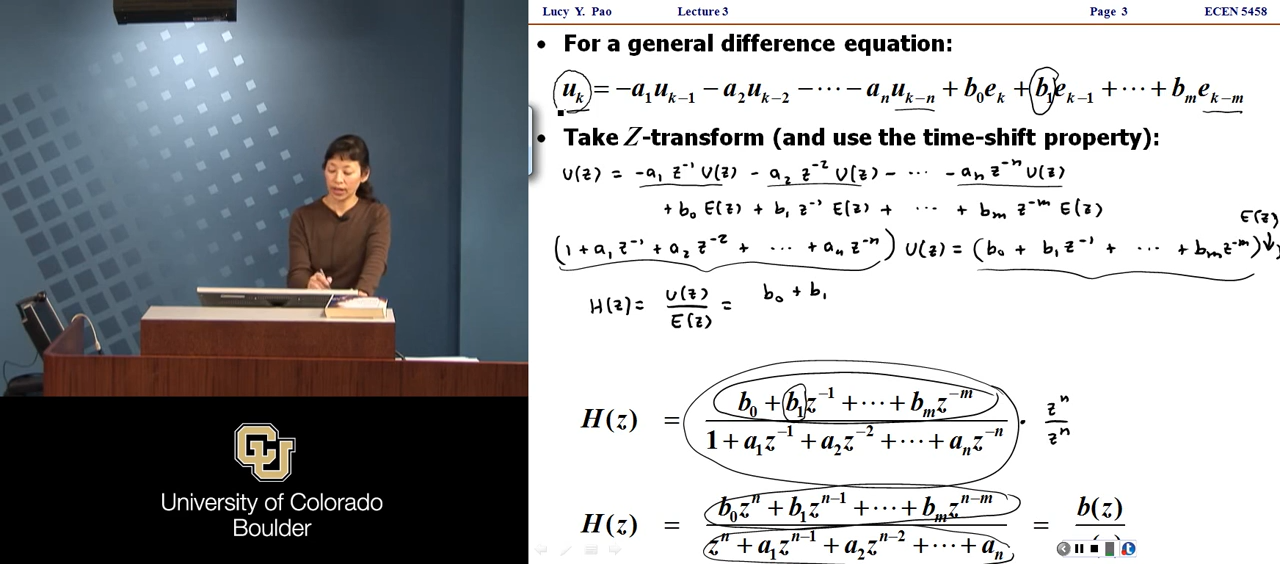 Lucy Y. Pao Lecture 3 Page 3 ECEN 5458
• For a general difference equation:
u_k = −a_1u_{k−1} − a_2u_{k−2} − ⋯ − a_nu_{k−n} + b_0e_k + b_1e_{k−1} + ⋯ + b_me_{k−m}
• Take Z-transform (and use the time-shift property):
U(z) = −a_1 z^{-1} U(z) − a_2 z^{-2} U(z) − ⋯ − a_n z^{-n} U(z)
+ b_0 E(z) + b_1 z^{-1} E(z) + ⋯ + b_m z^{-m} E(z)
E(z)
(1 + a_1 z^{-1} + a_2 z^{-2} + ⋯ + a_n z^{-n}) U(z) = (b_0 + b_1 z^{-1} + ⋯ + b_m z^{-m})
H(z) = U(z)/E(z) = b_0 + b_1
H(z) = (b_0 + b_1z^{−1} + ⋯ + b_mz^{−m})/(1 + a_1z^{−1} + a_2z^{−2} + ⋯ + a_nz^{−n}) · z^n/z^n
H(z) = (b_0z^n + b_1z^{n−1} + ⋯ + b_mz^{n−m})/(z^n + a_1z^{n−1} + a_2z^{n−2} + ⋯ + a_n) = b(z)
CU
University of Colorado
Boulder